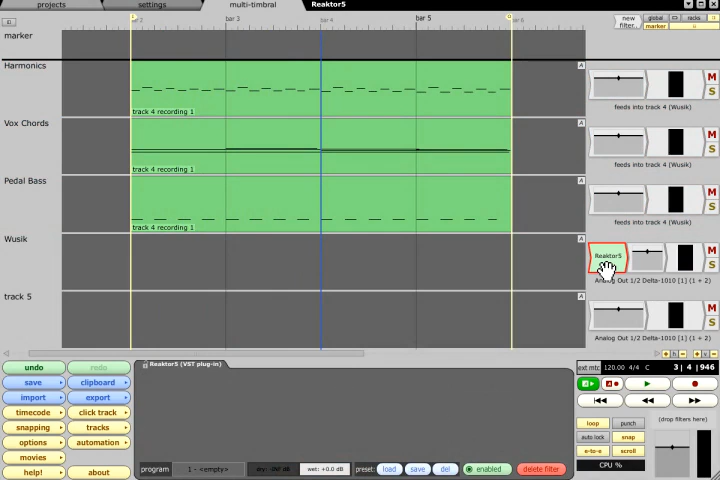 projects settings multi-timbral Reaktor5
bar 3 bar 4 bar 5
new filter.. global racks
marker
marker
Harmonics A M
S
track 4 recording 1 feeds into track 4 (Wusik)
Vox Chords A M
S
track 4 recording 1 feeds into track 4 (Wusik)
Pedal Bass A M
S
track 4 recording 1 feeds into track 4 (Wusik)
Wusik A Reaktor5 M
S
Analog Out 1/2 Delta-1010 [1] (1 + 2)
track 5 A M
S
Analog Out 1/2 Delta-1010 [1] (1 + 2)
undo redo
save clipboard
import export
timecode click track
snapping tracks
options automation
movies
help! about
Reaktor5 (VST plug-in)
program 1 - <empty> dry: -INF dB wet: +0.0 dB preset: load save del enabled delete filter
ext mtc 120.00 4/4 C 3| 4 |946
loop punch
auto lock snap
e-to-e scroll
CPU %
(drop filters here)
M
S